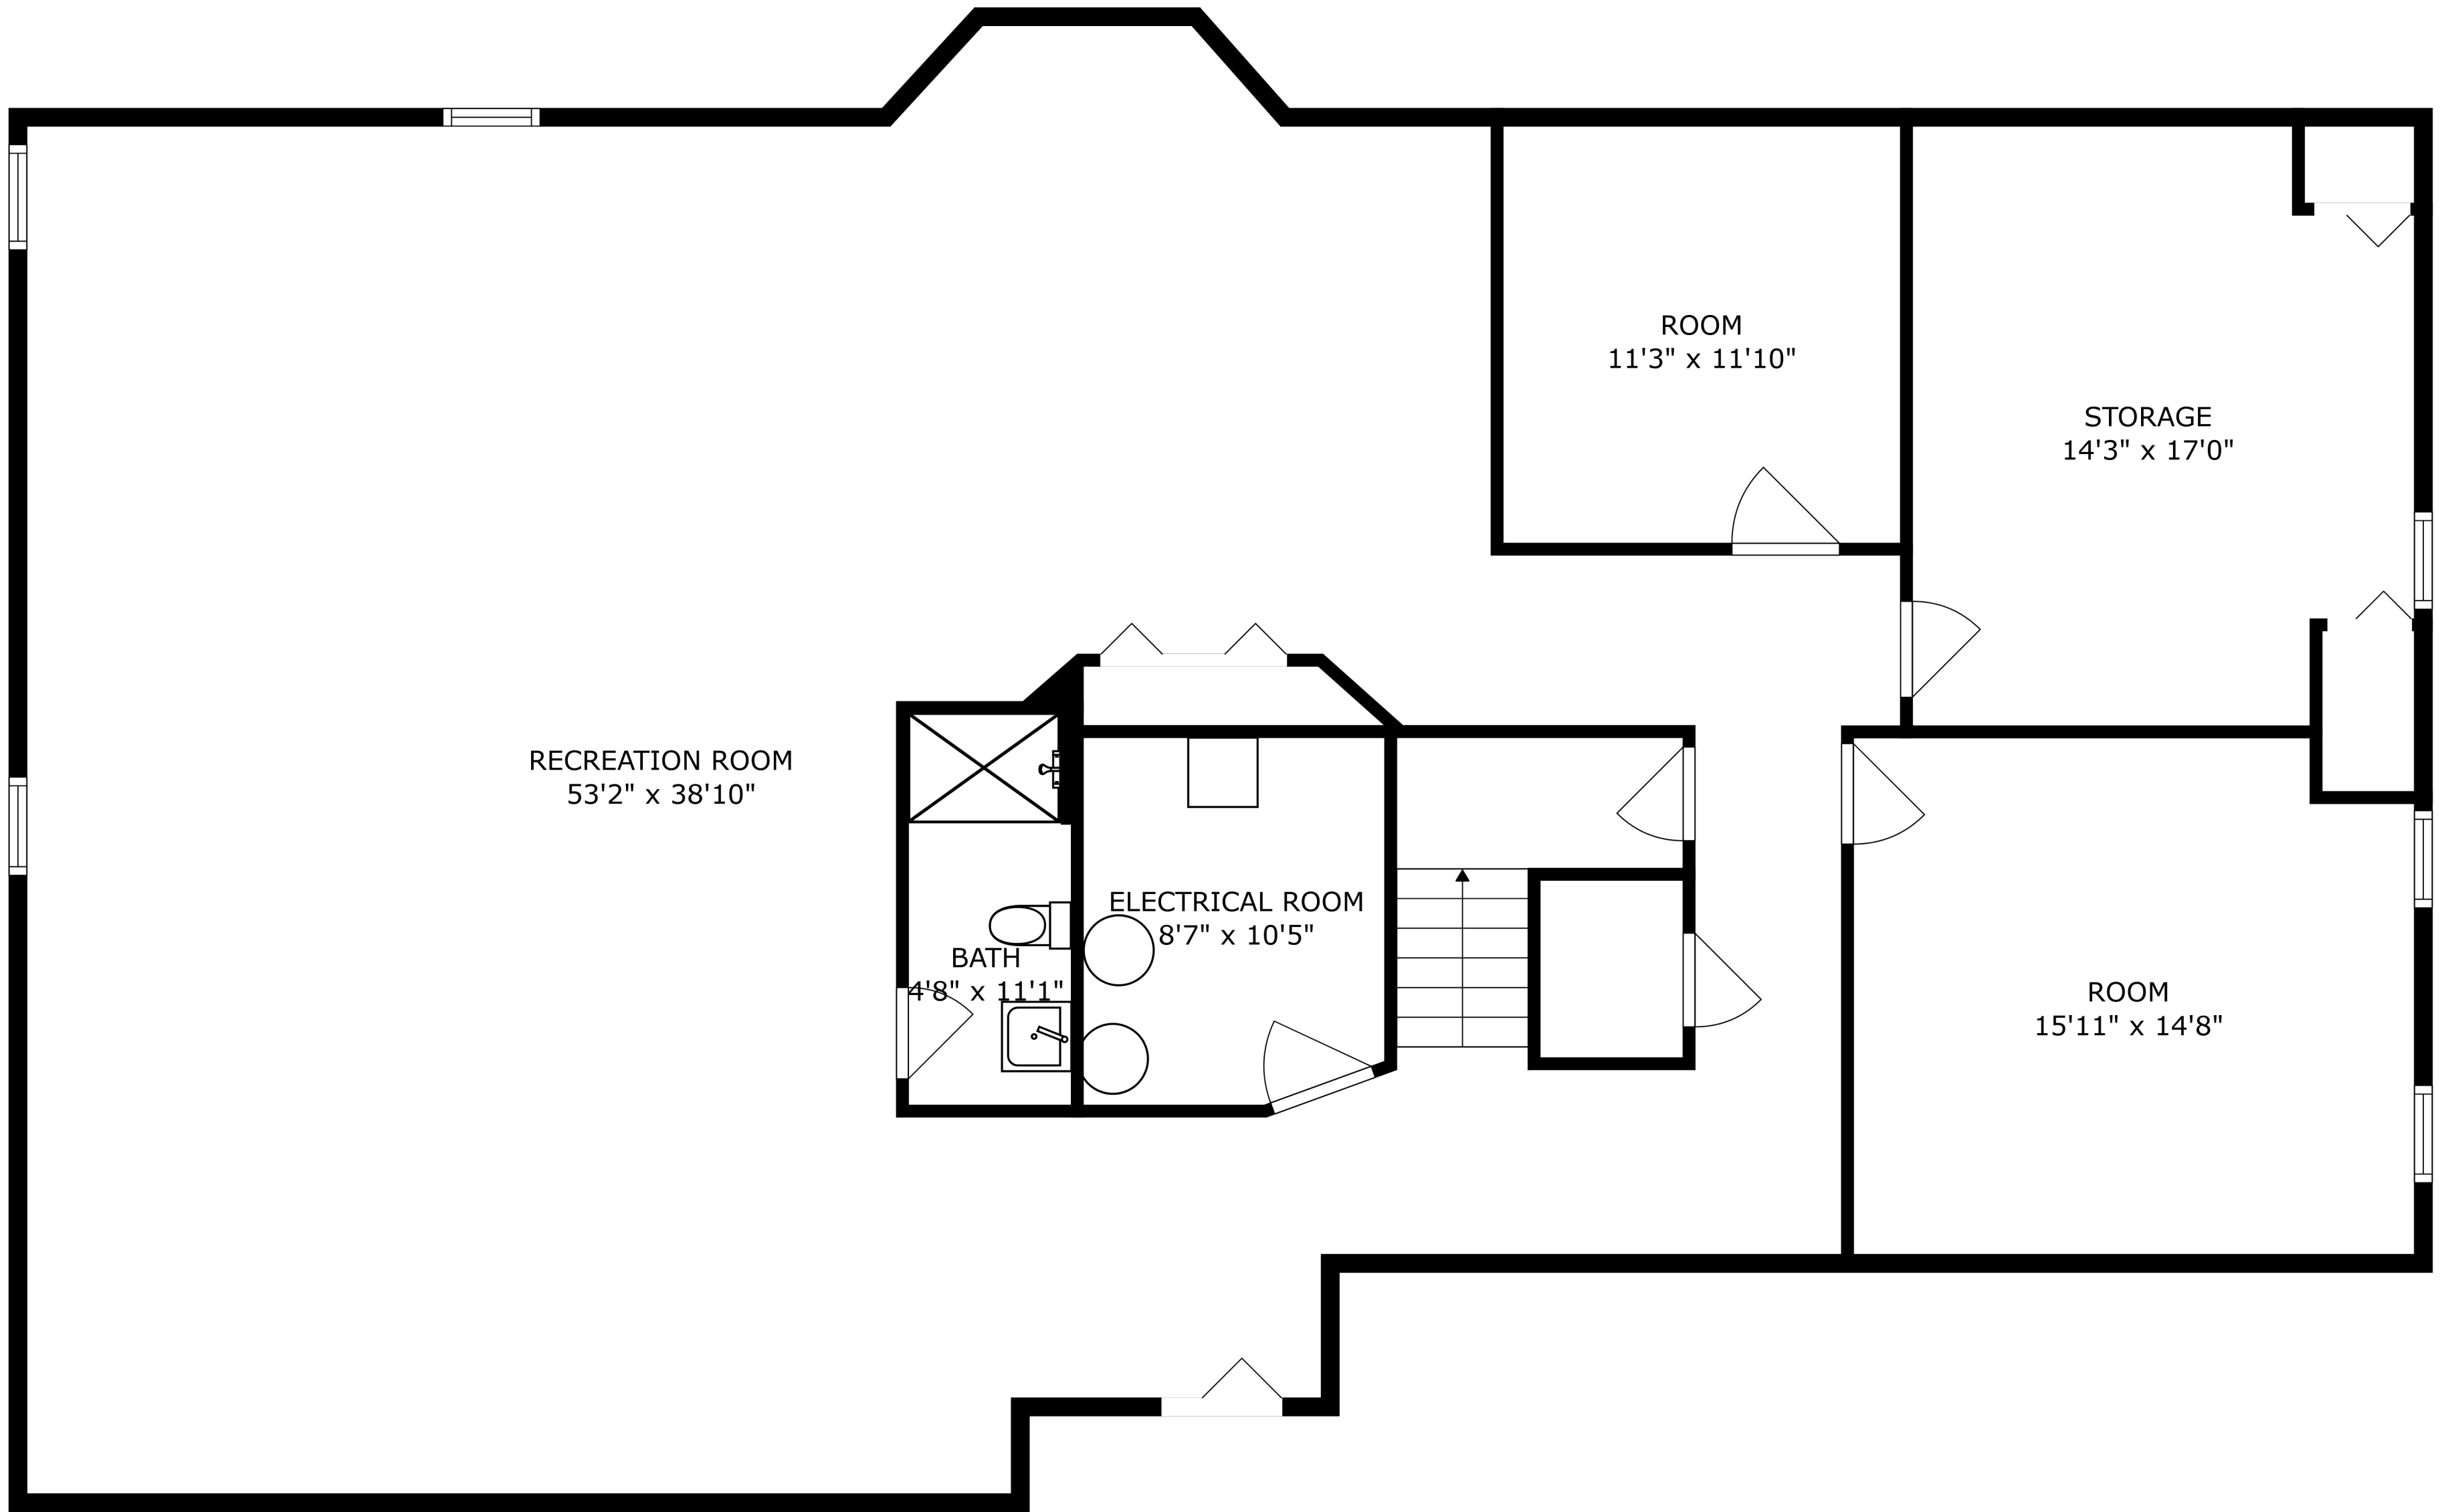 ROOM
11'3" x 11'10"
STORAGE
14'3" x 17'0"
RECREATION ROOM
53'2" x 38'10"
ELECTRICAL ROOM
8'7" x 10'5"
BATH
4'8" x 11'1"
ROOM
15'11" x 14'8"